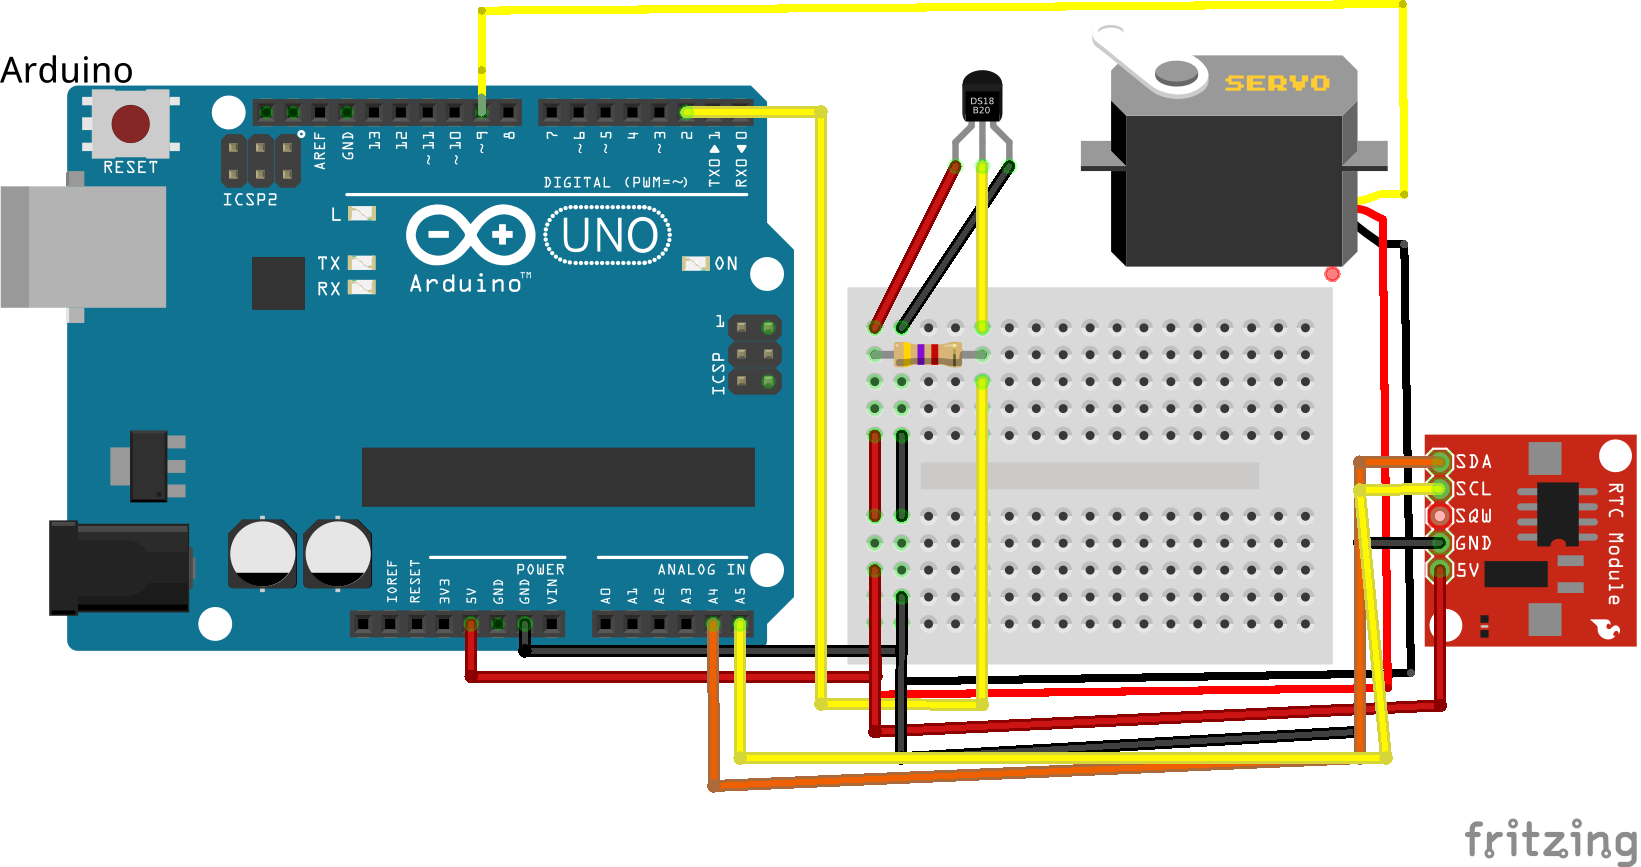 Arduino
RESET
ICSP2
AREF
GND
13
12
~11
~10
~9
8
7
~6
~5
4
~3
2
TX0▶1
RX0◀0
DIGITAL (PWM=~)
L
TX
RX
UNO
Arduino™
ON
1
ICSP
DS18
B20
SERVO
SDA
SCL
SQW
GND
5V
RTC Module
POWER
ANALOG IN
IOREF
RESET
3V3
5V
GND
GND
VIN
A0
A1
A2
A3
A4
A5
fritzing